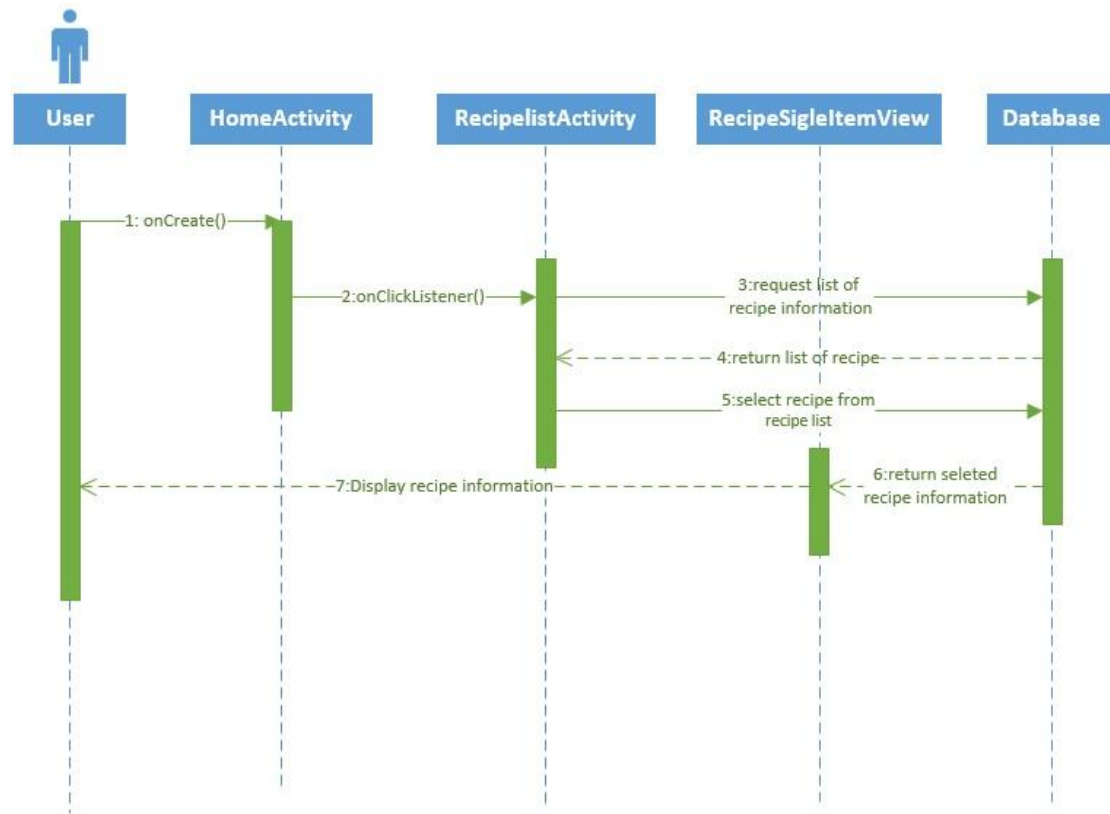 User
HomeActivity
RecipelistActivity
RecipeSigleItemView
Database
1: onCreate()
2:onClickListener()
3:request list of
recipe information
4:return list of recipe
5:select recipe from
recipe list
6:return seleted
recipe information
7:Display recipe information